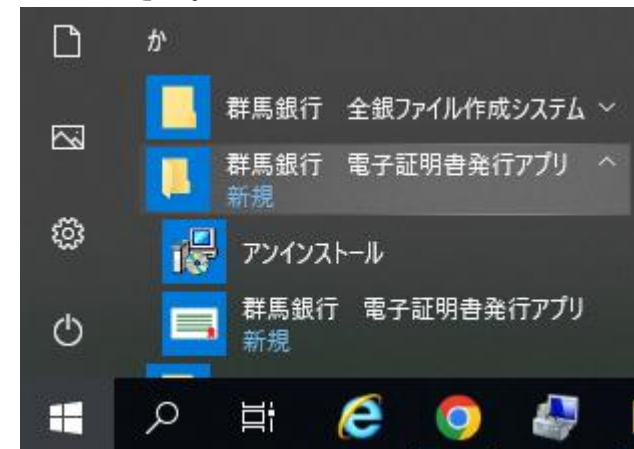 か
群馬銀行　全銀ファイル作成システム
群馬銀行　電子証明書発行アプリ
新規
アンインストール
群馬銀行　電子証明書発行アプリ
新規